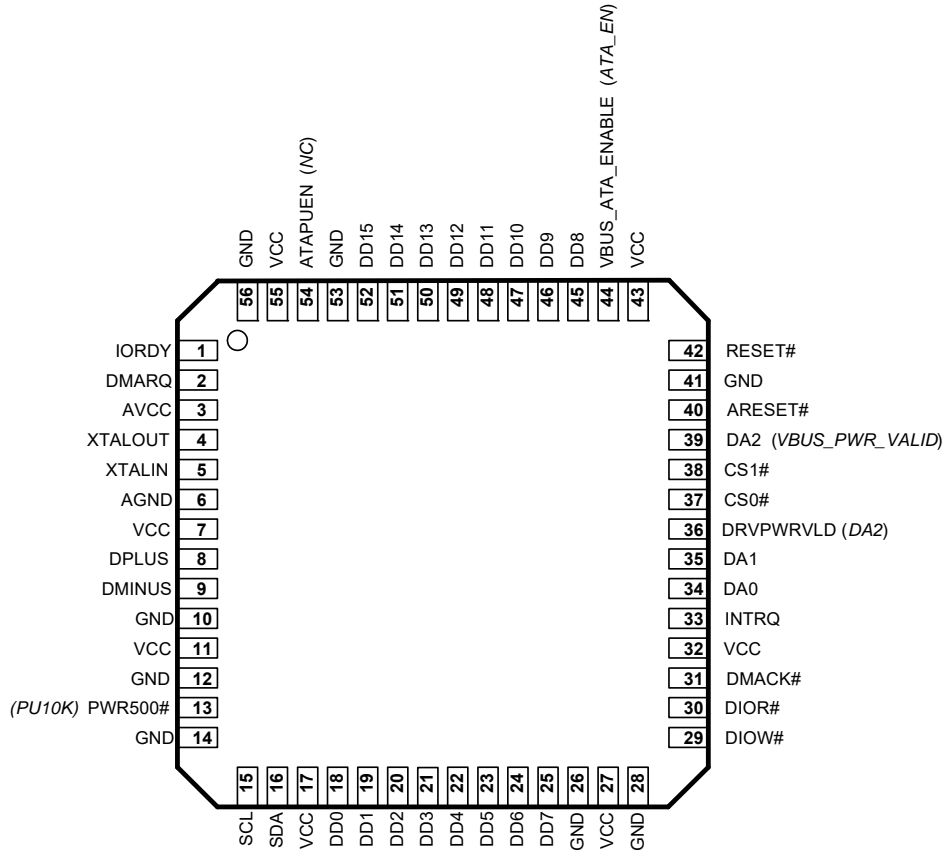 GND
VCC
ATAPUEN (NC)
GND
DD15
DD14
DD13
DD12
DD11
DD10
DD9
DD8
VBUS_ATA_ENABLE (ATA_EN)
VCC
56
55
54
53
52
51
50
49
48
47
46
45
44
43
IORDY 1
DMARQ 2
AVCC 3
XTALOUT 4
XTALIN 5
AGND 6
VCC 7
DPLUS 8
DMINUS 9
GND 10
VCC 11
GND 12
(PU10K) PWR500# 13
GND 14
42 RESET#
41 GND
40 ARESET#
39 DA2 (VBUS_PWR_VALID)
38 CS1#
37 CS0#
36 DRVPWRVLD (DA2)
35 DA1
34 DA0
33 INTRQ
32 VCC
31 DMACK#
30 DIOR#
29 DIOW#
15
16
17
18
19
20
21
22
23
24
25
26
27
28
SCL
SDA
VCC
DD0
DD1
DD2
DD3
DD4
DD5
DD6
DD7
GND
VCC
GND